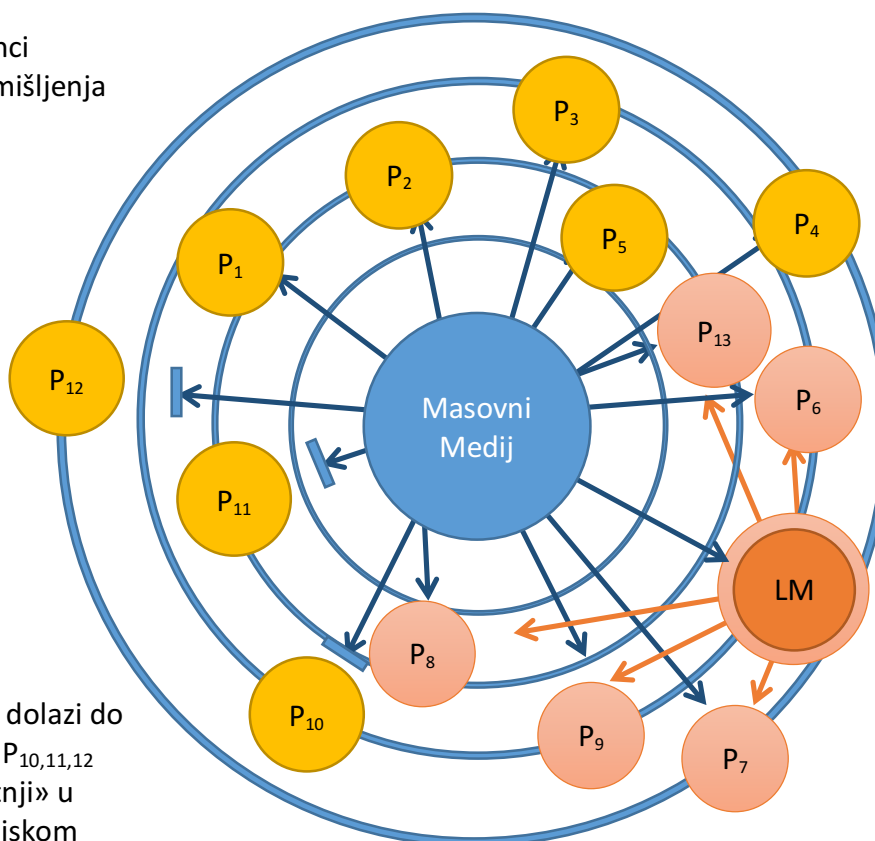 nci
mišljenja
P3
P2
P4
P5
P1
P13
P12
P6
Masovni
Medij
P11
LM
P8
P10
P9
P7
dolazi do
P10,11,12
tnji» u
iskom